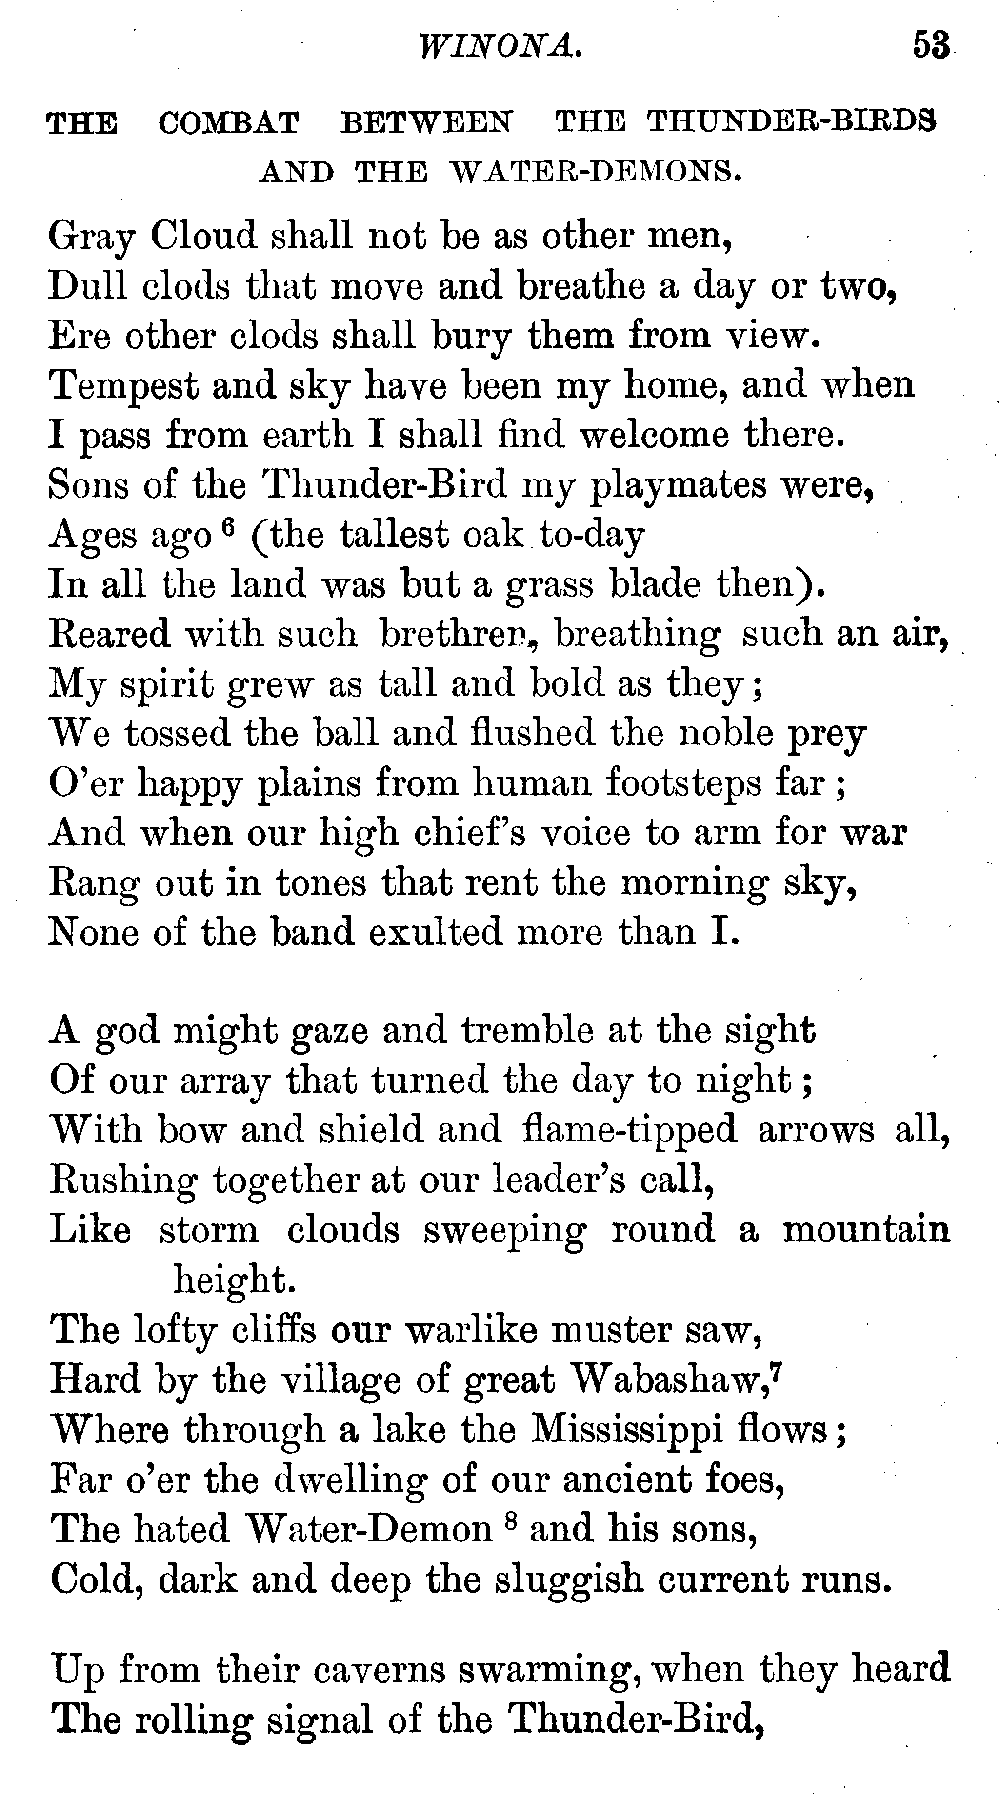 WINONA. 53
THE COMBAT BETWEEN THE THUNDER-BIRDS
AND THE WATER-DEMONS.
Gray Cloud shall not be as other men,
Dull clods that move and breathe a day or two,
Ere other clods shall bury them from view.
Tempest and sky have been my home, and when
I pass from earth I shall find welcome there.
Sons of the Thunder-Bird my playmates were,
Ages ago ⁶ (the tallest oak to-day
In all the land was but a grass blade then).
Reared with such brethren, breathing such an air,
My spirit grew as tall and bold as they;
We tossed the ball and flushed the noble prey
O'er happy plains from human footsteps far;
And when our high chief's voice to arm for war
Rang out in tones that rent the morning sky,
None of the band exulted more than I.
A god might gaze and tremble at the sight
Of our array that turned the day to night;
With bow and shield and flame-tipped arrows all,
Rushing together at our leader's call,
Like storm clouds sweeping round a mountain
height.
The lofty cliffs our warlike muster saw,
Hard by the village of great Wabashaw,⁷
Where through a lake the Mississippi flows;
Far o'er the dwelling of our ancient foes,
The hated Water-Demon ⁸ and his sons,
Cold, dark and deep the sluggish current runs.
Up from their caverns swarming, when they heard
The rolling signal of the Thunder-Bird,